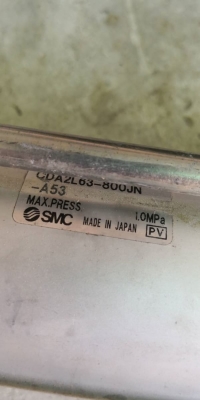 CDA2L63-800JN
-A53
MAX.PRESS 1.0MPa
SMC MADE IN JAPAN PV